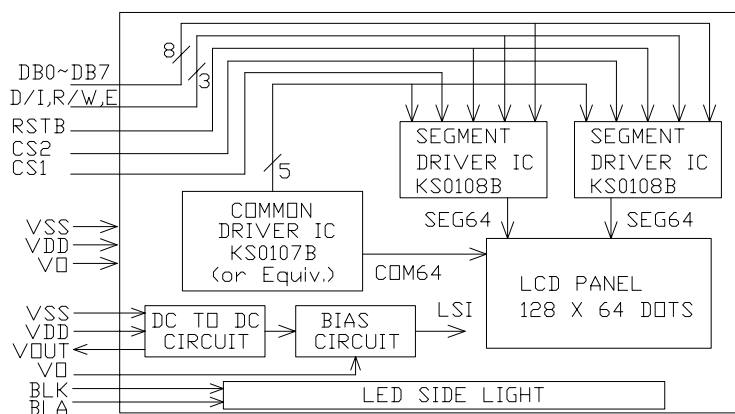 8
3
DB0~DB7
D/I,R/W,E
RSTB
CS2
CS1
5
SEGMENT
DRIVER IC
KS0108B
SEGMENT
DRIVER IC
KS0108B
COMMON
DRIVER IC
KS0107B
(or Equiv.)
SEG64
SEG64
COM64
VSS
VDD
VO
LCD PANEL
128 X 64 DOTS
VSS
VDD
VOUT
VO
DC TO DC
CIRCUIT
BIAS
CIRCUIT
LSI
BLK
BLA
LED SIDE LIGHT